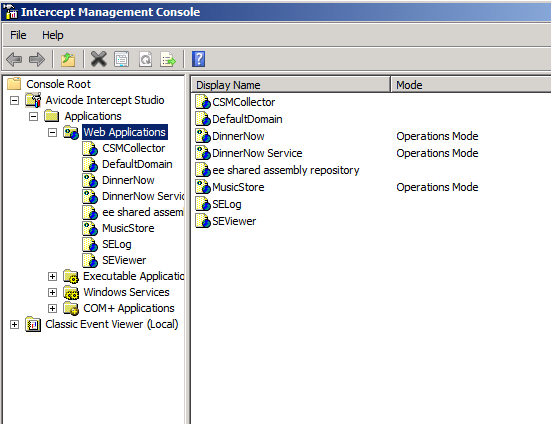 Intercept Management Console
File Help
Console Root
Avicode Intercept Studio
Applications
Web Applications
CSMCollector
DefaultDomain
DinnerNow
DinnerNow Servic
ee shared assem
MusicStore
SELog
SEViewer
Executable Applicatio
Windows Services
COM+ Applications
Classic Event Viewer (Local)
Display Name Mode
CSMCollector
DefaultDomain
DinnerNow Operations Mode
DinnerNow Service Operations Mode
ee shared assembly repository
MusicStore Operations Mode
SELog
SEViewer